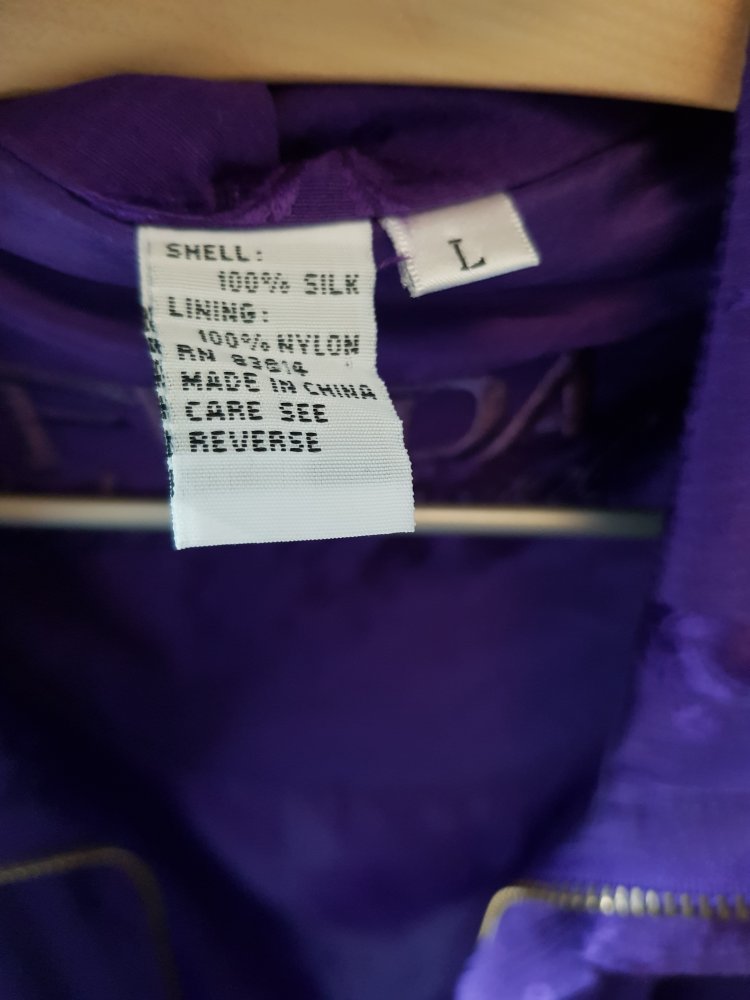 SHELL:
100% SILK
LINING:
100% NYLON
RN 83814
MADE IN CHINA
CARE SEE
REVERSE
L